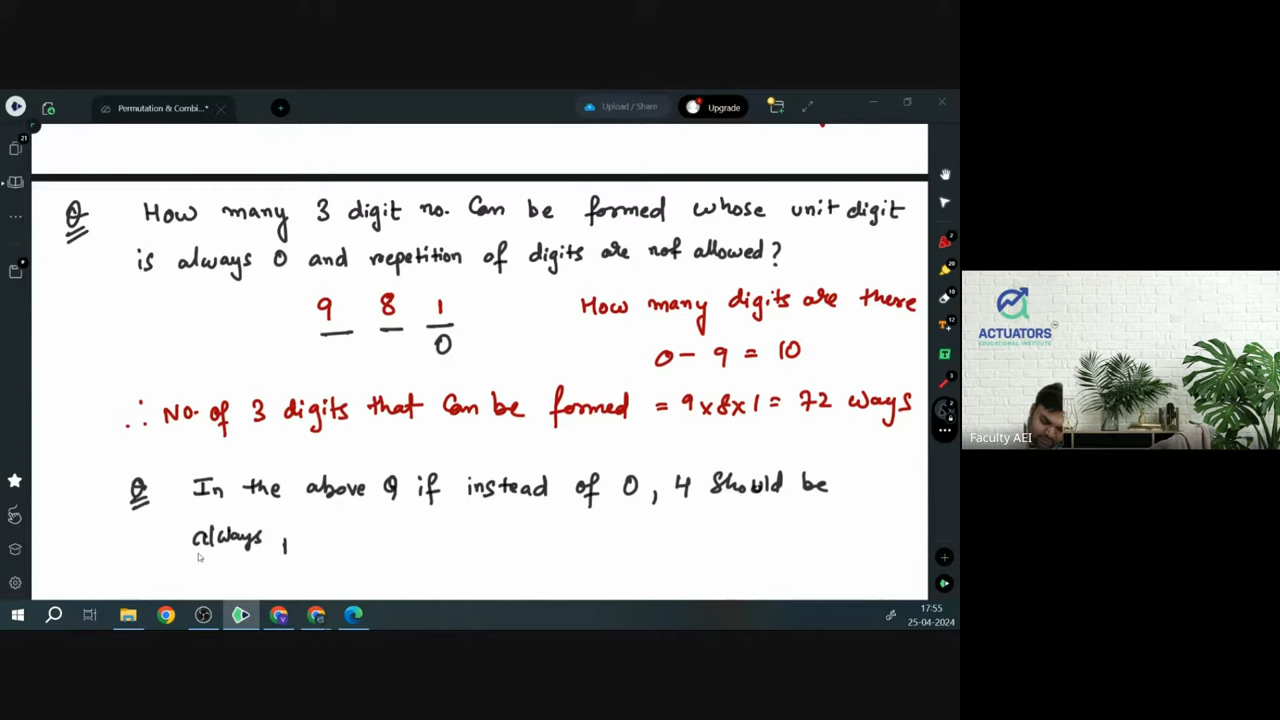 Permutation & Combi...*
Upload / Share
Upgrade
21
Q How many 3 digit no. Can be formed whose unit digit
is always 0 and repetition of digits are not allowed?
9 8 1
0
How many digits are there
0 - 9 = 10
∴ No. of 3 digits that Can be formed = 9x8x1 = 72 ways
Q In the above Q if instead of 0, 4 Should be
always
ACTUATORS
EDUCATIONAL INSTITUTE
Faculty AEI
17:55
25-04-2024